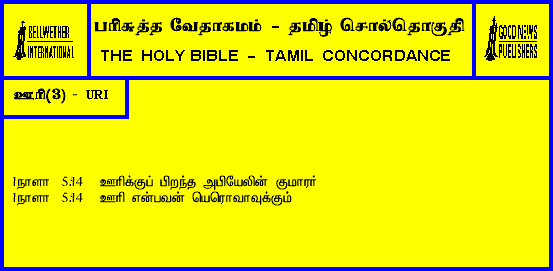 BELLWETHER
INTERNATIONAL
பரிசுத்த வேதாகமம் - தமிழ் சொல்தொகுதி
THE HOLY BIBLE - TAMIL CONCORDANCE
GOOD NEWS
PUBLISHERS
ஊரி(3) - URI
1நாளா 5:14 ஊரிக்குப் பிறந்த அபியேலின் குமாரர்
1நாளா 5:14 ஊரி என்பவன் யெரொவாவுக்கும்